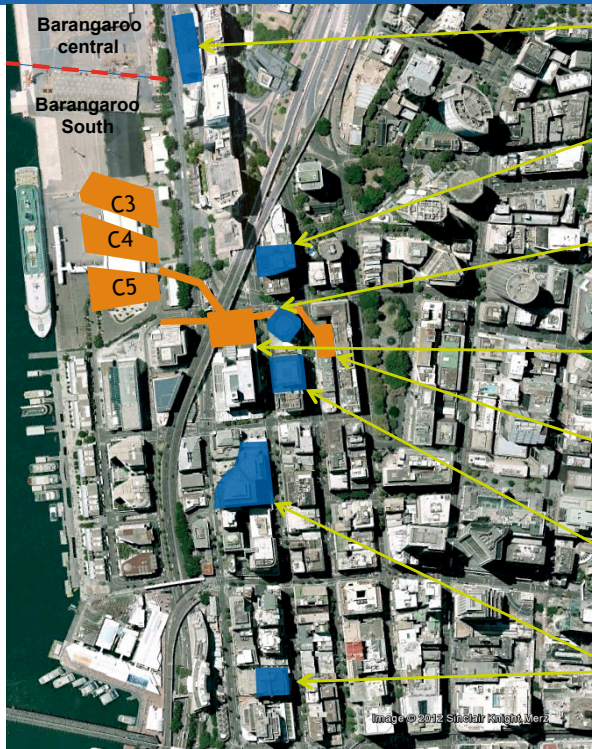 Barangaroo
central
Barangaroo
South
C3
C4
C5
Image © 2012 Sinclair Knight Merz